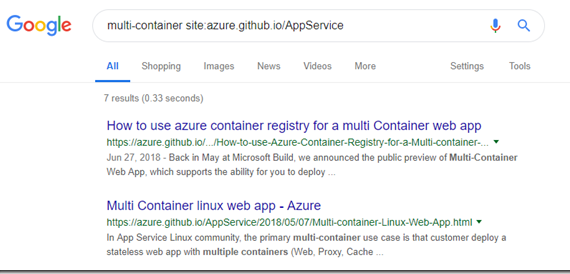 Google
multi-container site:azure.github.io/AppService
All Shopping Images News Videos More Settings Tools
7 results (0.33 seconds)
How to use azure container registry for a multi Container web app
https://azure.github.io/.../How-to-use-Azure-Container-Registry-for-a-Multi-container-...
Jun 27, 2018 - Back in May at Microsoft Build, we announced the public preview of Multi-Container
Web App, which supports the ability for you to deploy ...
Multi Container linux web app - Azure
https://azure.github.io/AppService/2018/05/07/Multi-container-Linux-Web-App.html
In App Service Linux community, the primary multi-container use case is that customer deploy a
stateless web app with multiple containers (Web, Proxy, Cache ...